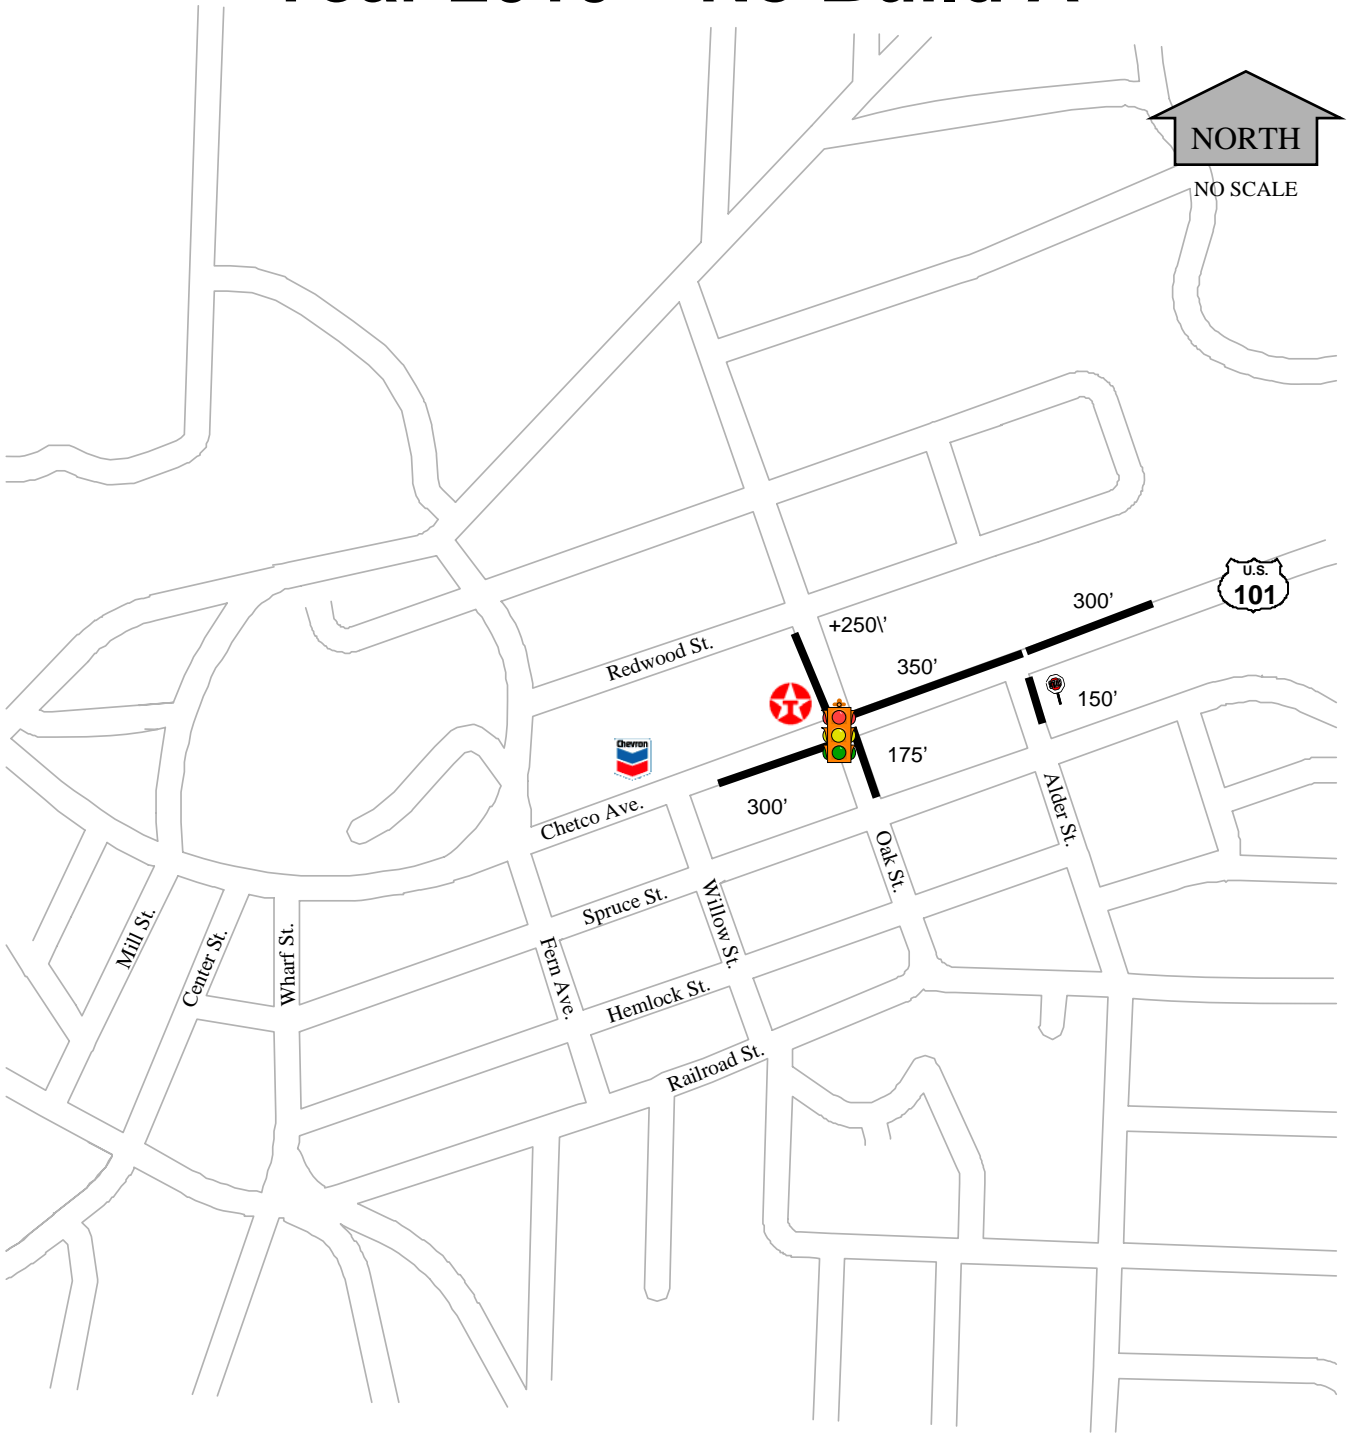 NORTH
NO SCALE
U.S.
101
300'
+250\'
Redwood St.
350'
150'
Chevron
175'
300'
Chetco Ave.
Alder St.
Oak St.
Spruce St.
Willow St.
Mill St.
Center St.
Wharf St.
Fern Ave.
Hemlock St.
Railroad St.